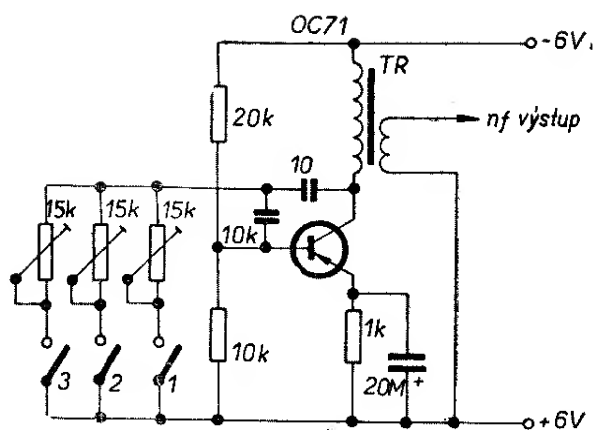 OC71
-6V.
TR
20k
nf výstup
10
15k
15k
15k
10k
10k
1k
3
2
1
20M +
+6V